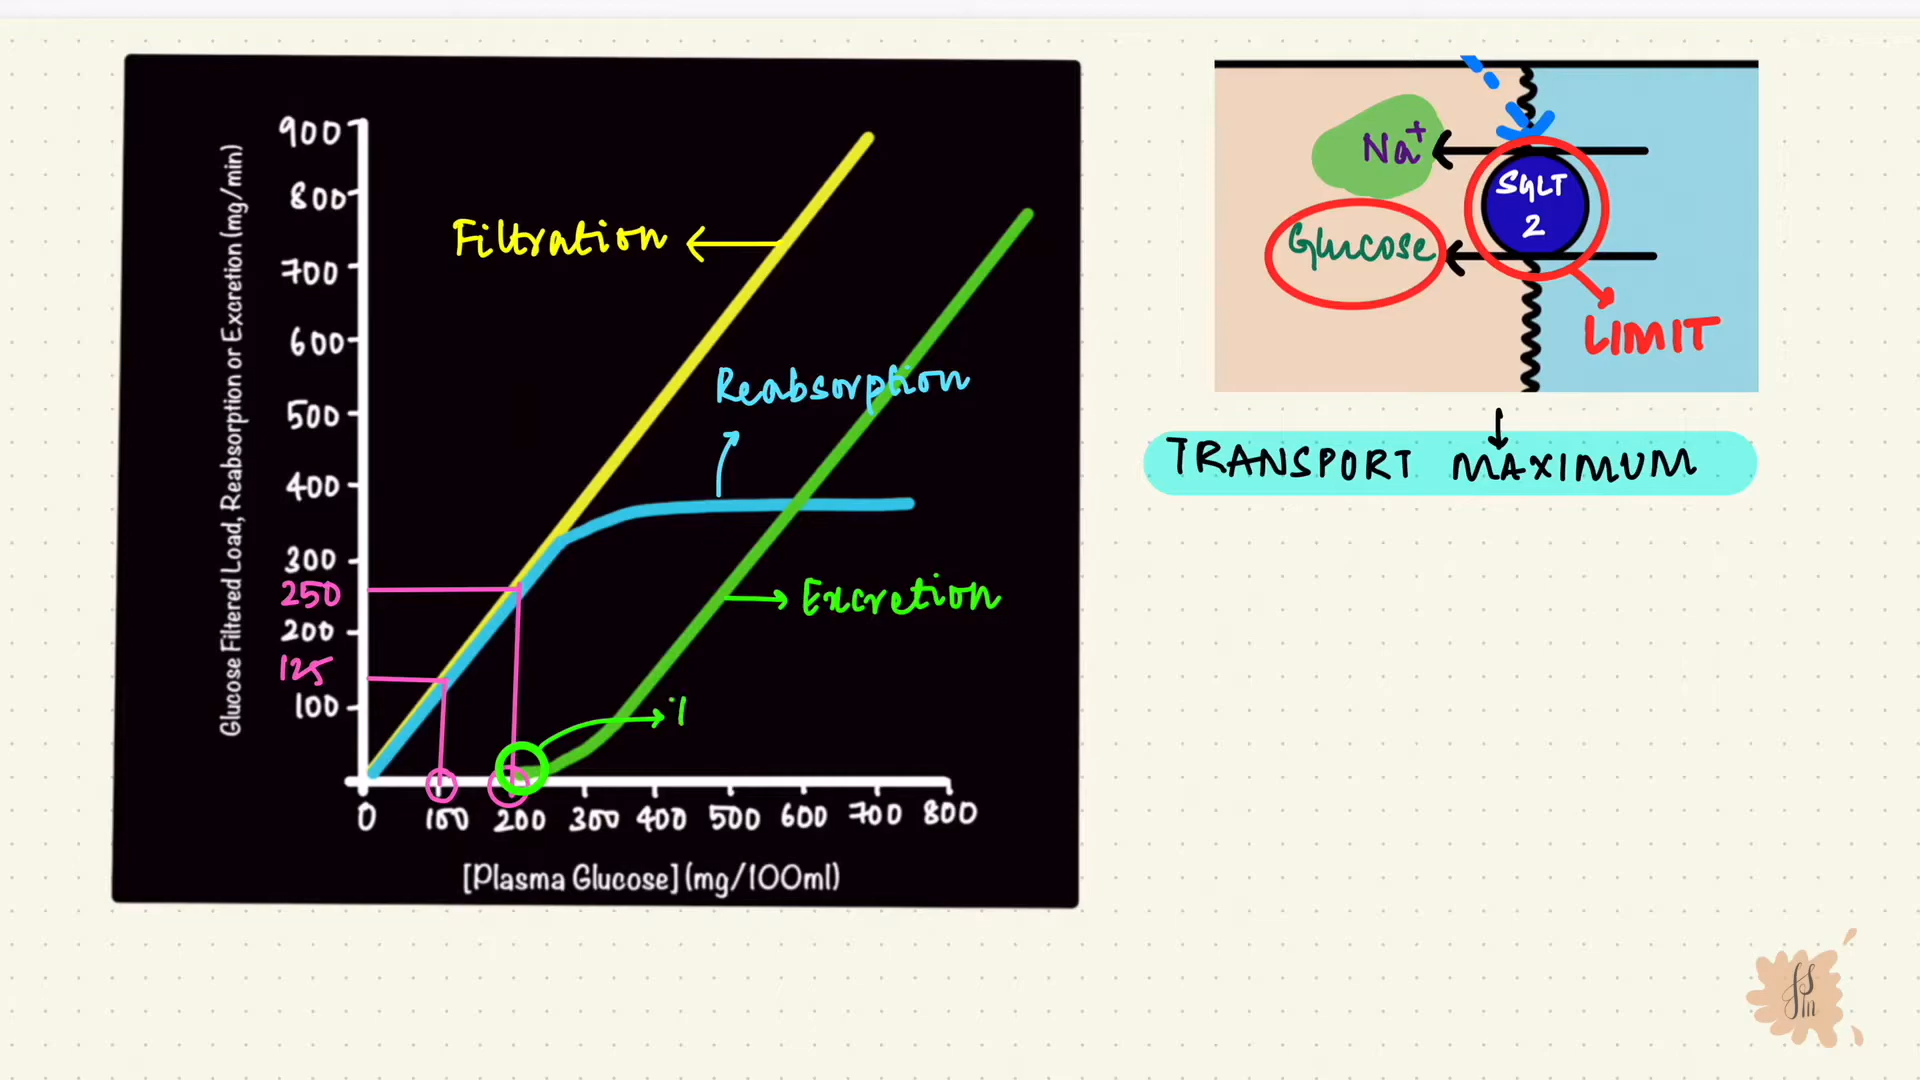 Glucose Filtered Load, Reabsorption or Excretion (mg/min)
900
800
700
600
500
400
300
250
200
125
100
0 100 200 300 400 500 600 700 800
[Plasma Glucose] (mg/100ml)
Filtration
Reabsorption
Excretion
Na+
Glucose
SGLT
2
LIMIT
TRANSPORT MAXIMUM